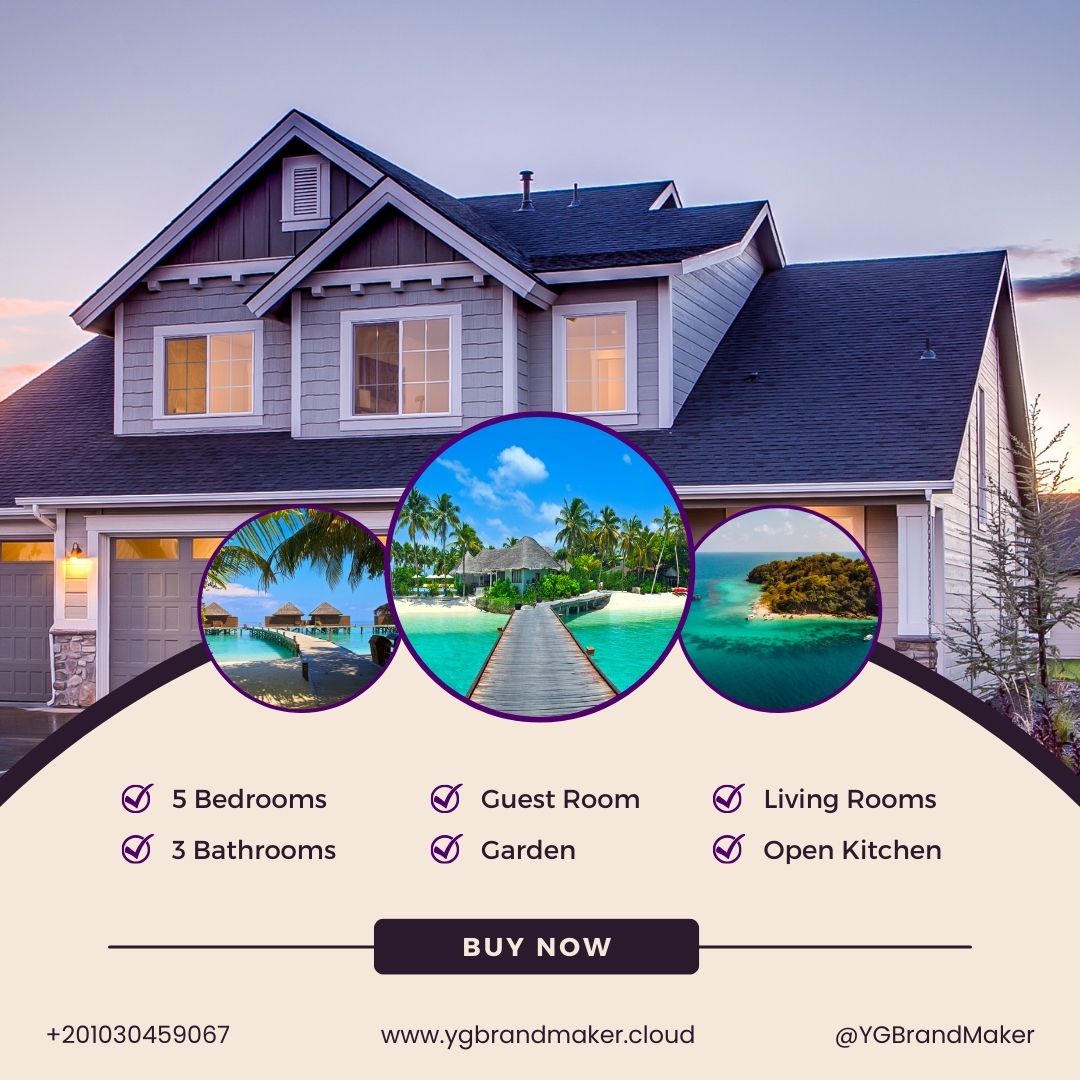 5 Bedrooms
Guest Room
Living Rooms
3 Bathrooms
Garden
Open Kitchen
BUY NOW
+201030459067
www.ygbrandmaker.cloud
@YGBrandMaker